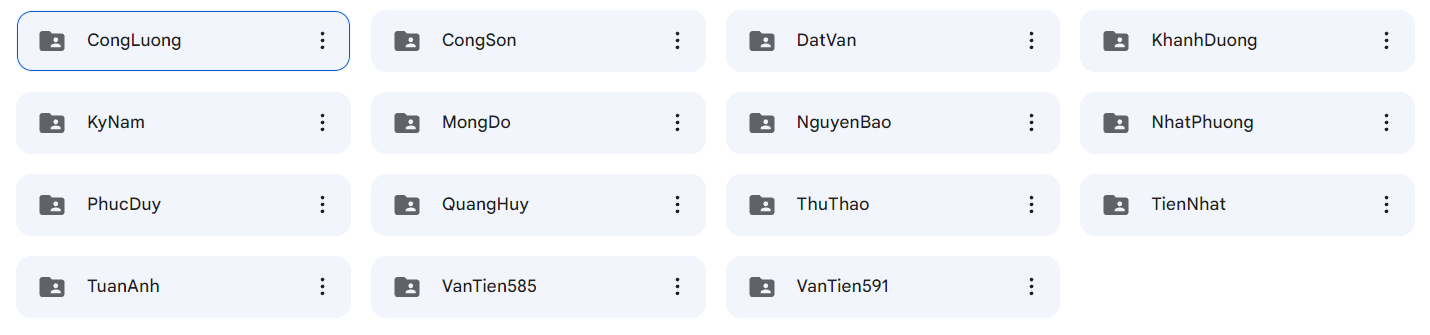 CongLuong
CongSon
DatVan
KhanhDuong
KyNam
MongDo
NguyenBao
NhatPhuong
PhucDuy
QuangHuy
ThuThao
TienNhat
TuanAnh
VanTien585
VanTien591